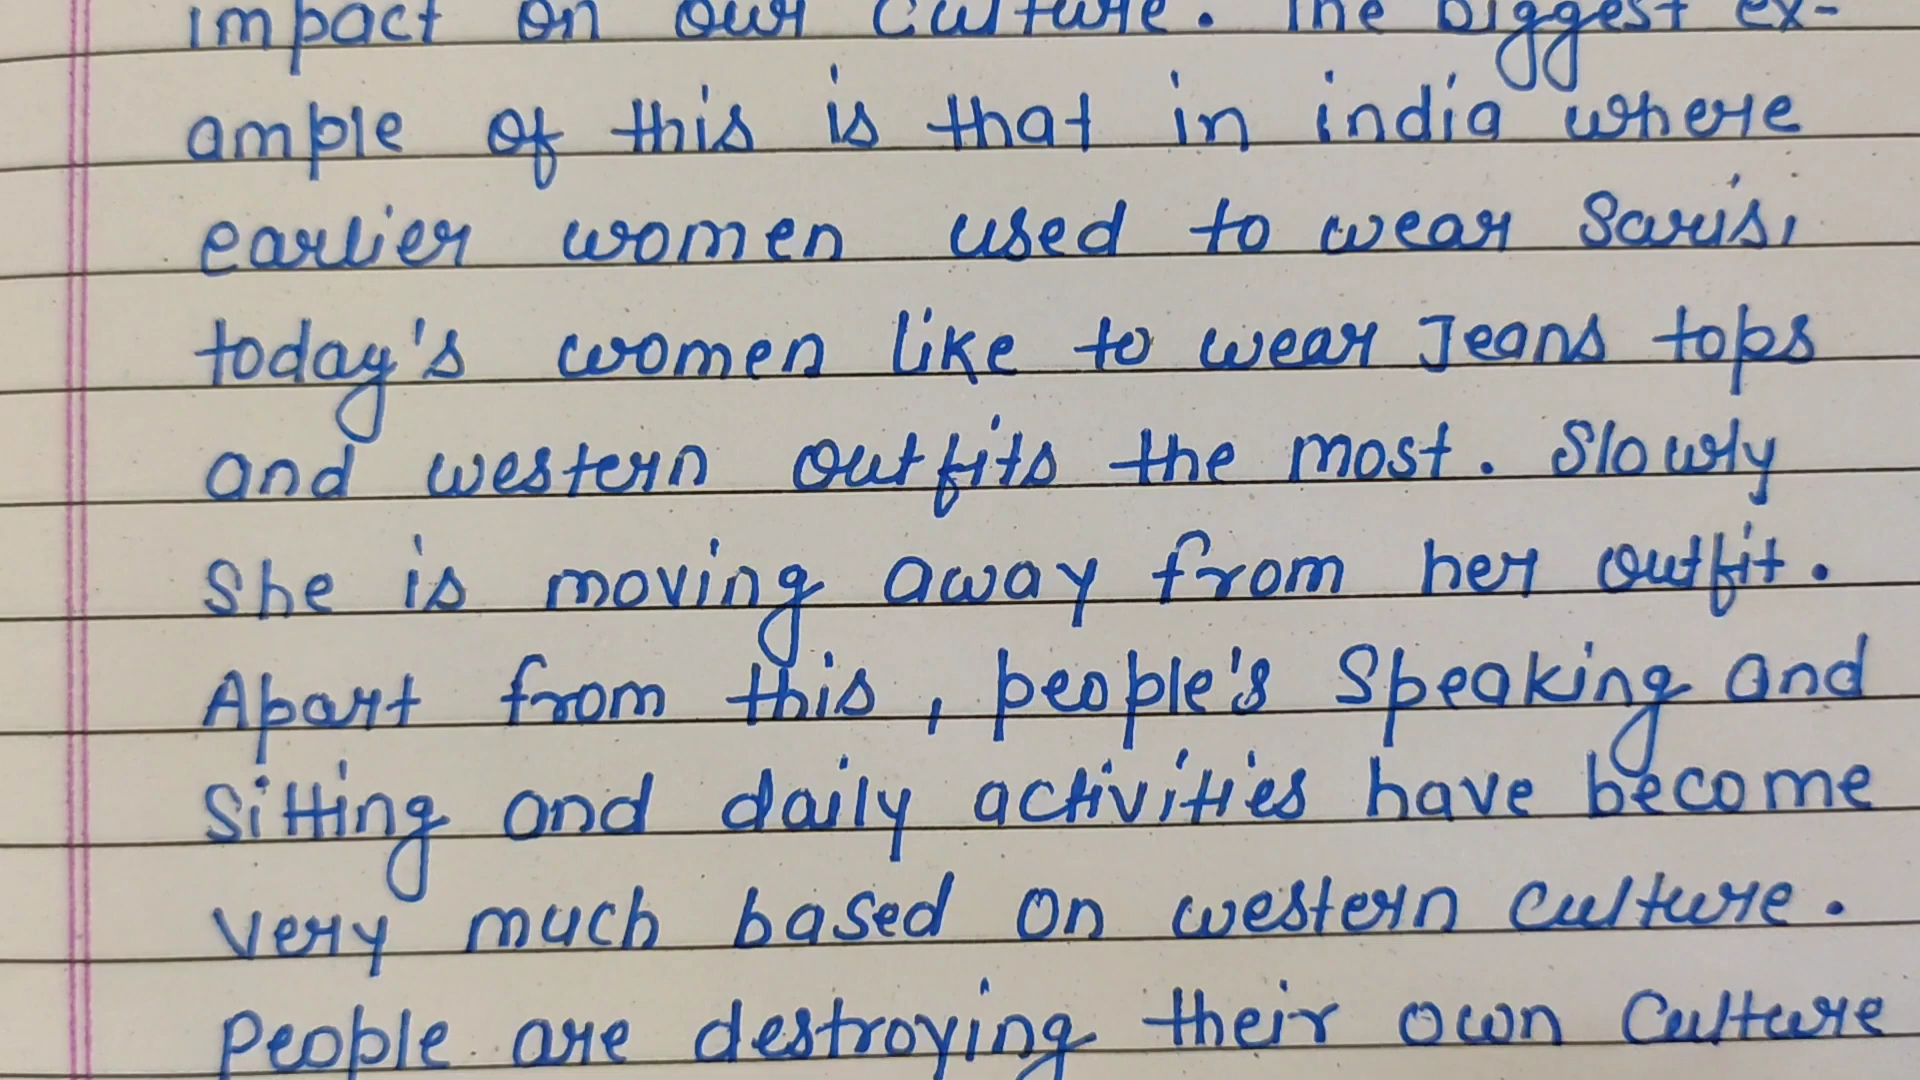 impact on our culture. The biggest ex-
ample of this is that in india where
earlier women used to wear Saris,
today's women like to wear Jeans tops
and western outfits the most. Slowly
She is moving away from her outfit.
Apart from this, people's Speaking and
Sitting and daily activities have become
very much based on western culture.
People are destroying their own Culture